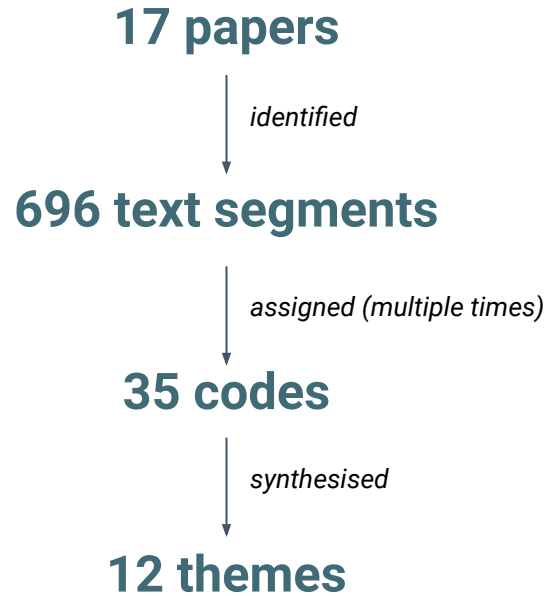 17 papers
identified
696 text segments
assigned (multiple times)
35 codes
synthesised
12 themes